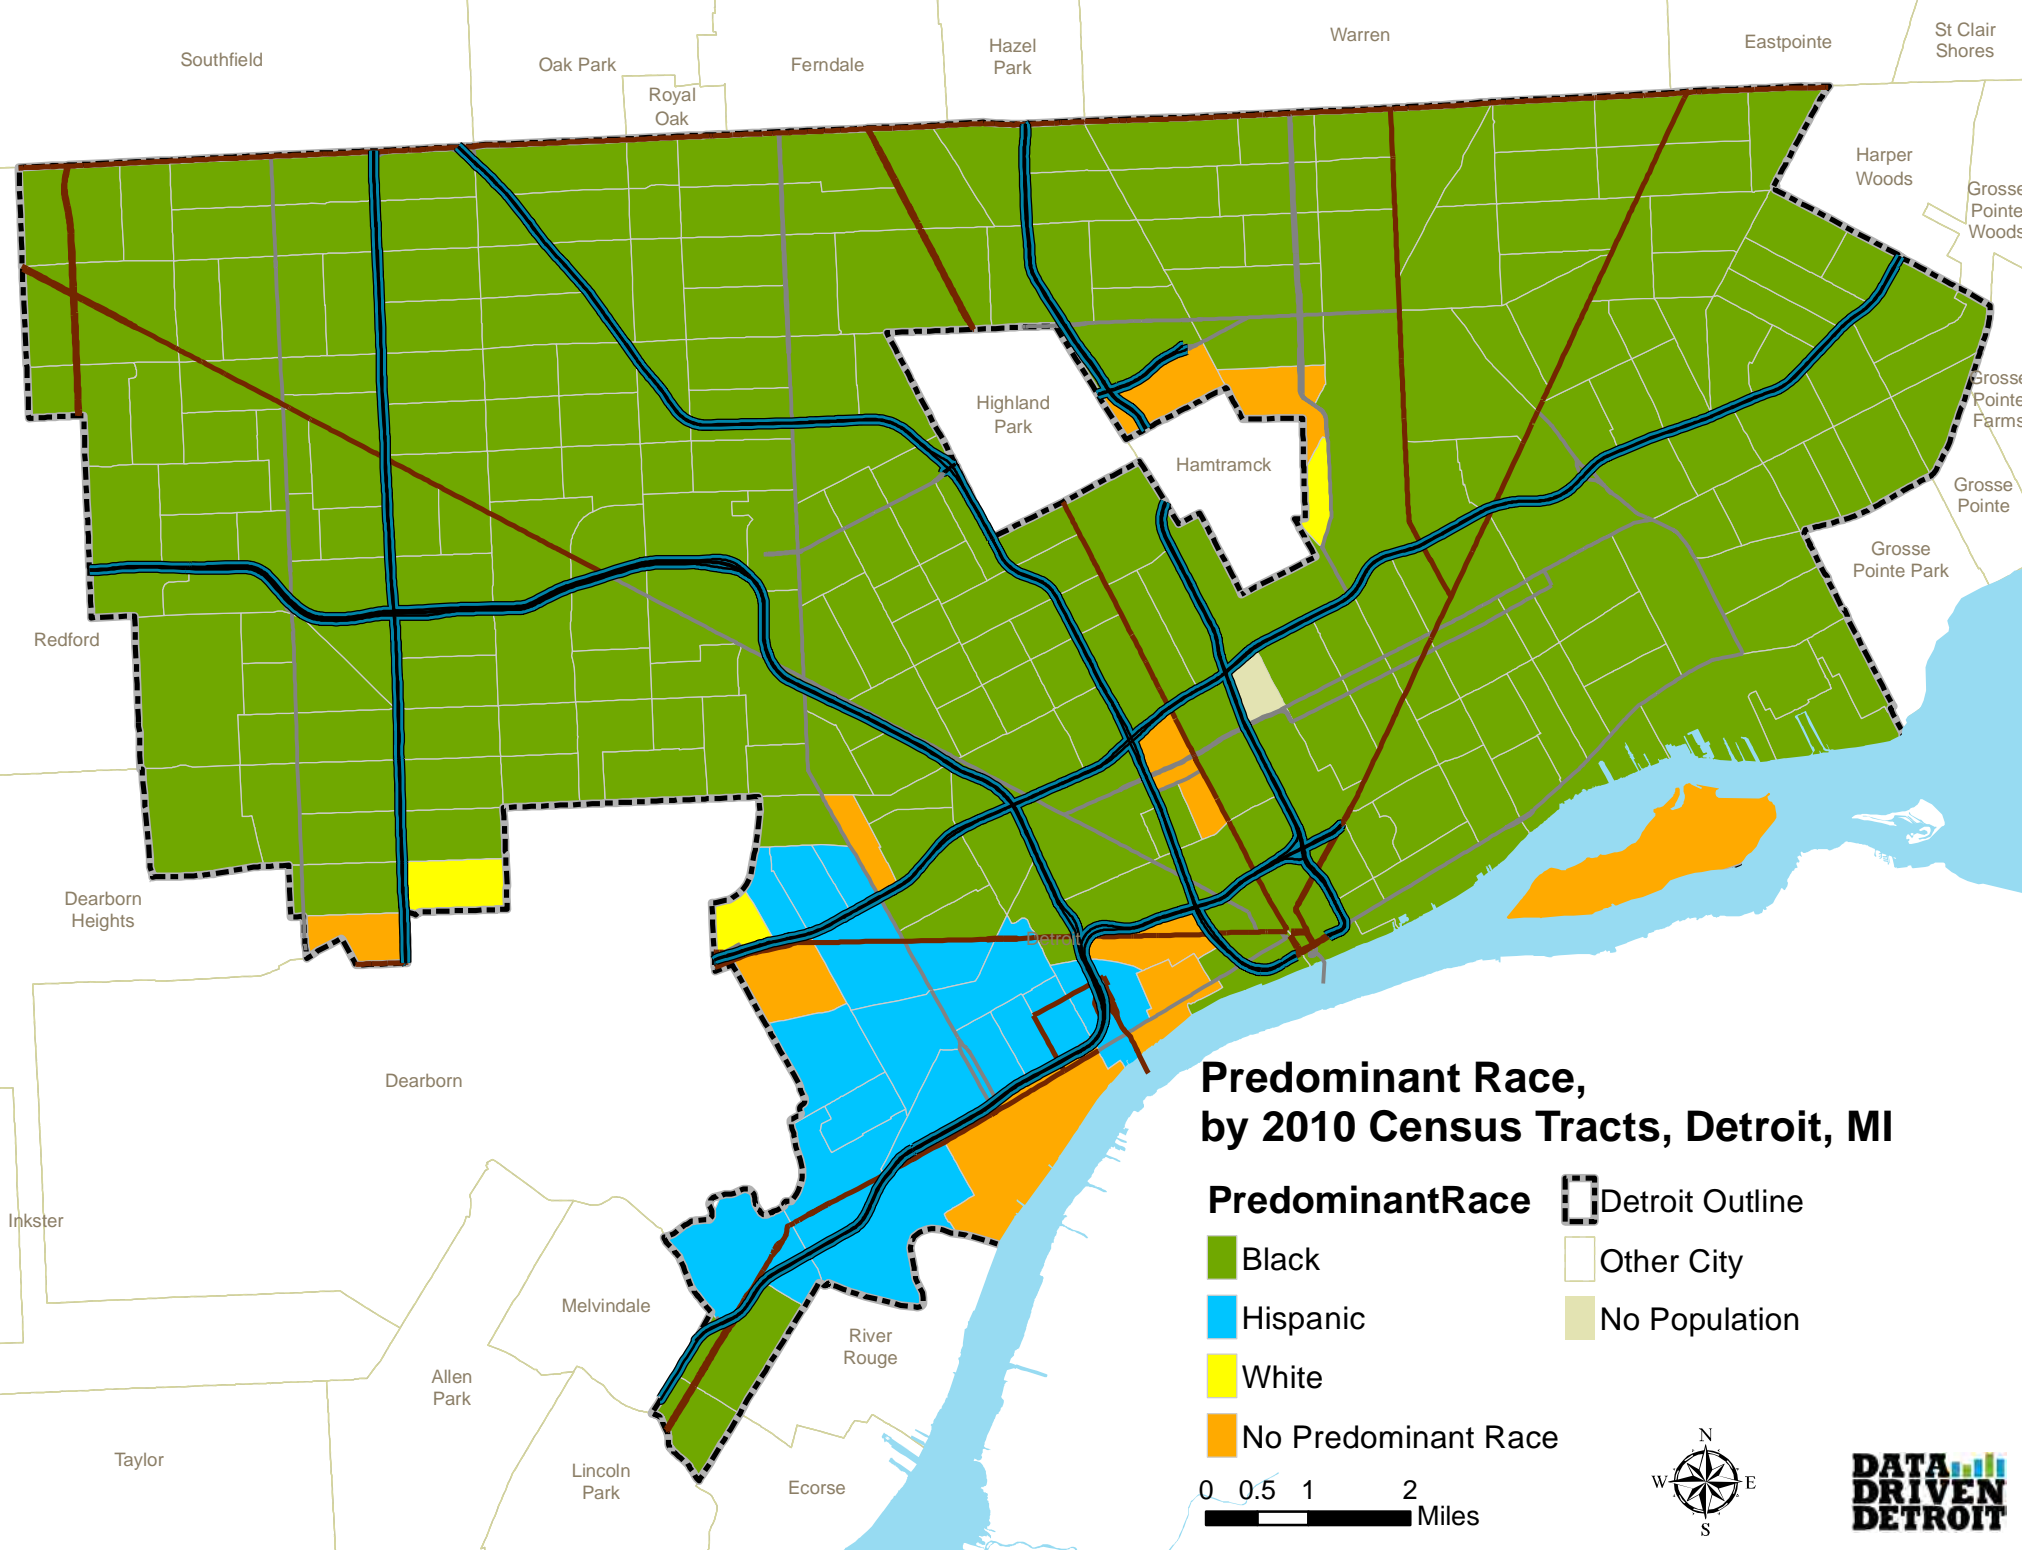 Southfield
Oak Park
Royal
Oak
Ferndale
Hazel
Park
Warren
Eastpointe
St Clair
Shores
Harper
Woods
Grosse
Pointe
Woods
Highland
Park
Hamtramck
Grosse
Pointe
Farms
Grosse
Pointe
Grosse
Pointe Park
Redford
Dearborn
Heights
Detroit
Dearborn
Inkster
Melvindale
River
Rouge
Allen
Park
Taylor
Lincoln
Park
Ecorse
Predominant Race,
by 2010 Census Tracts, Detroit, MI
PredominantRace
Black
Hispanic
White
No Predominant Race
Detroit Outline
Other City
No Population
0 0.5 1 2
Miles
N
W E
S
DATA
DRIVEN
DETROIT